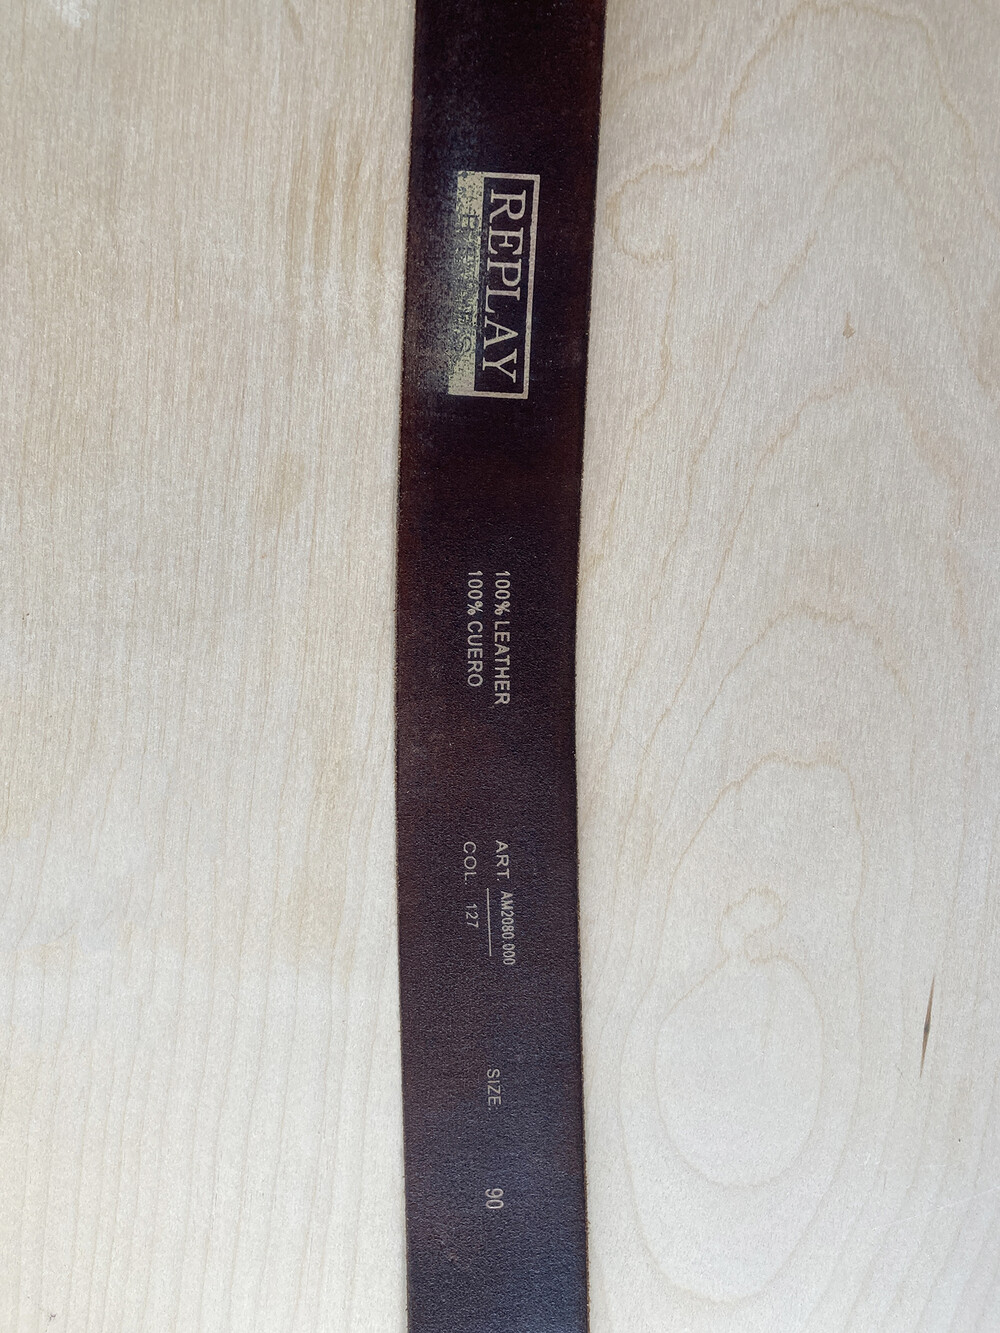 REPLAY
100% LEATHER
100% CUERO
ART. AM2080.000
COL. 127
SIZE. 90